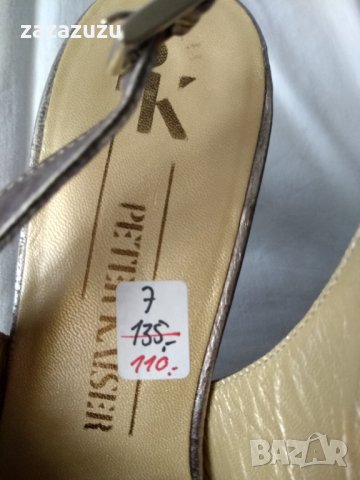 zazazuzu
PK
PETER KAISER
7
135,-
110.-
BAZAR
bg